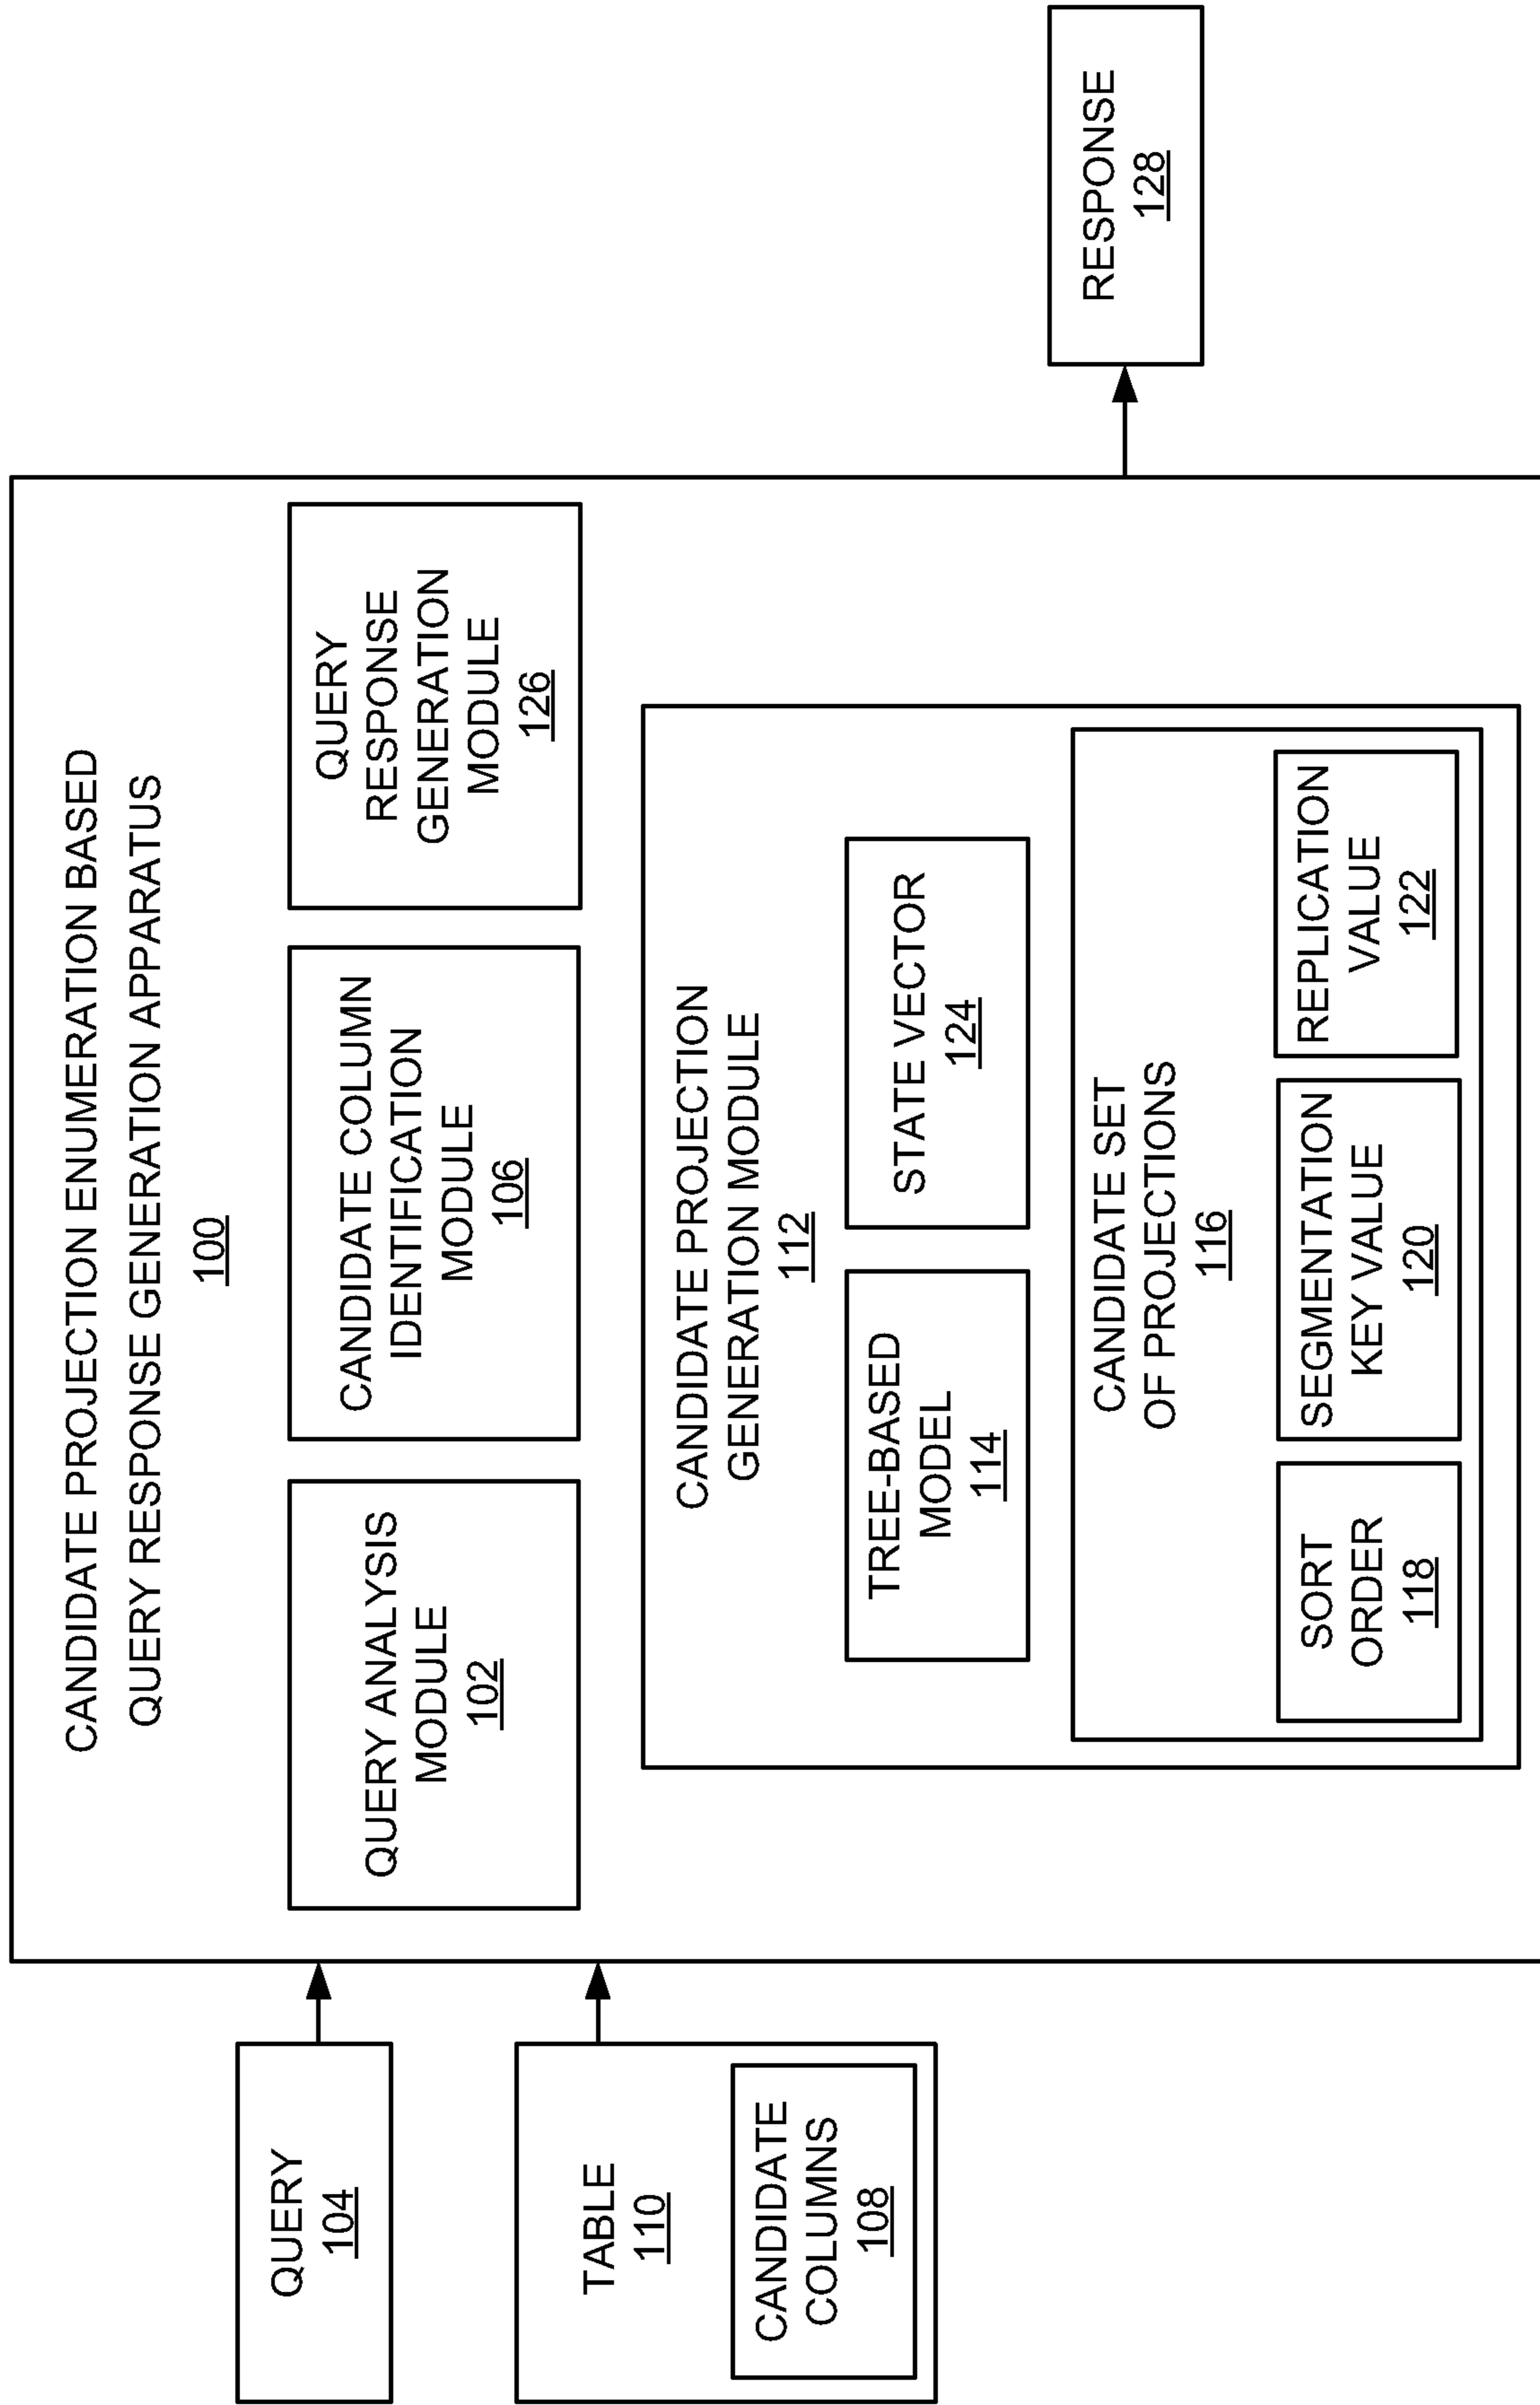 CANDIDATE PROJECTION ENUMERATION BASED
QUERY RESPONSE GENERATION APPARATUS
100
QUERY
104
TABLE
110
CANDIDATE
COLUMNS
108
QUERY ANALYSIS
MODULE
102
CANDIDATE COLUMN
IDENTIFICATION
MODULE
106
QUERY
RESPONSE
GENERATION
MODULE
126
CANDIDATE PROJECTION
GENERATION MODULE
112
TREE-BASED
MODEL
114
STATE VECTOR
124
CANDIDATE SET
OF PROJECTIONS
116
SORT
ORDER
118
SEGMENTATION
KEY VALUE
120
REPLICATION
VALUE
122
RESPONSE
128